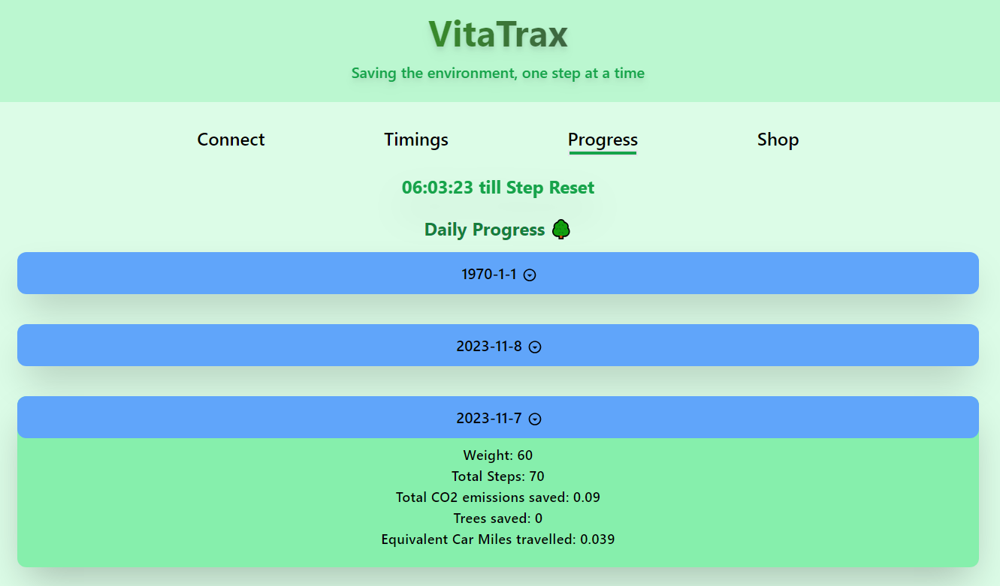 VitaTrax
Saving the environment, one step at a time
Connect Timings Progress Shop
06:03:23 till Step Reset
Daily Progress
1970-1-1
2023-11-8
2023-11-7
Weight: 60
Total Steps: 70
Total CO2 emissions saved: 0.09
Trees saved: 0
Equivalent Car Miles travelled: 0.039